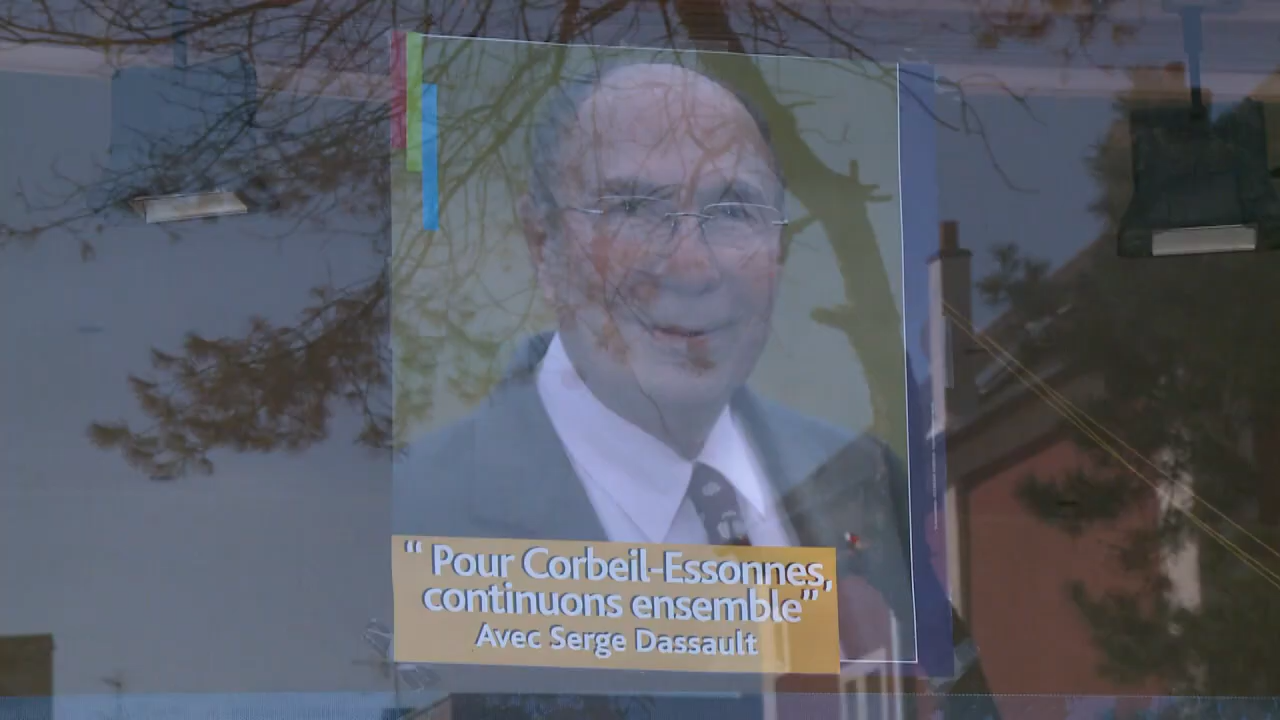 “ Pour Corbeil-Essonnes,
continuons ensemble”
Avec Serge Dassault